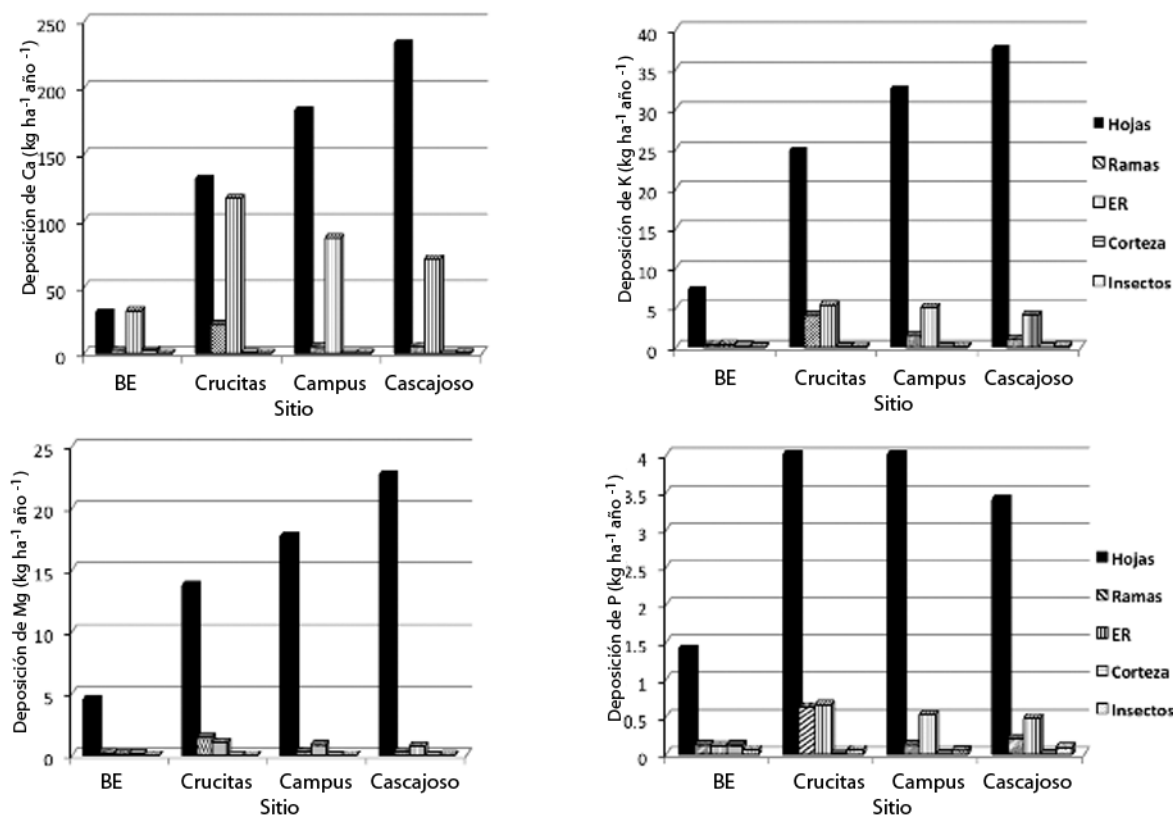 Deposición de Ca (kg ha⁻¹ año ⁻¹)
250
200
150
100
50
0
BE Crucitas Campus Cascajoso
Sitio
Deposición de K (kg ha⁻¹ año ⁻¹)
40
35
30
25
20
15
10
5
0
BE Crucitas Campus Cascajoso
Sitio
Hojas
Ramas
ER
Corteza
Insectos
Deposición de Mg (kg ha⁻¹ año ⁻¹)
25
20
15
10
5
0
BE Crucitas Campus Cascajoso
Sitio
Deposición de P (kg ha⁻¹ año ⁻¹)
4
3.5
3
2.5
2
1.5
1
0.5
0
BE Crucitas Campus Cascajoso
Sitio
Hojas
Ramas
ER
Corteza
Insectos